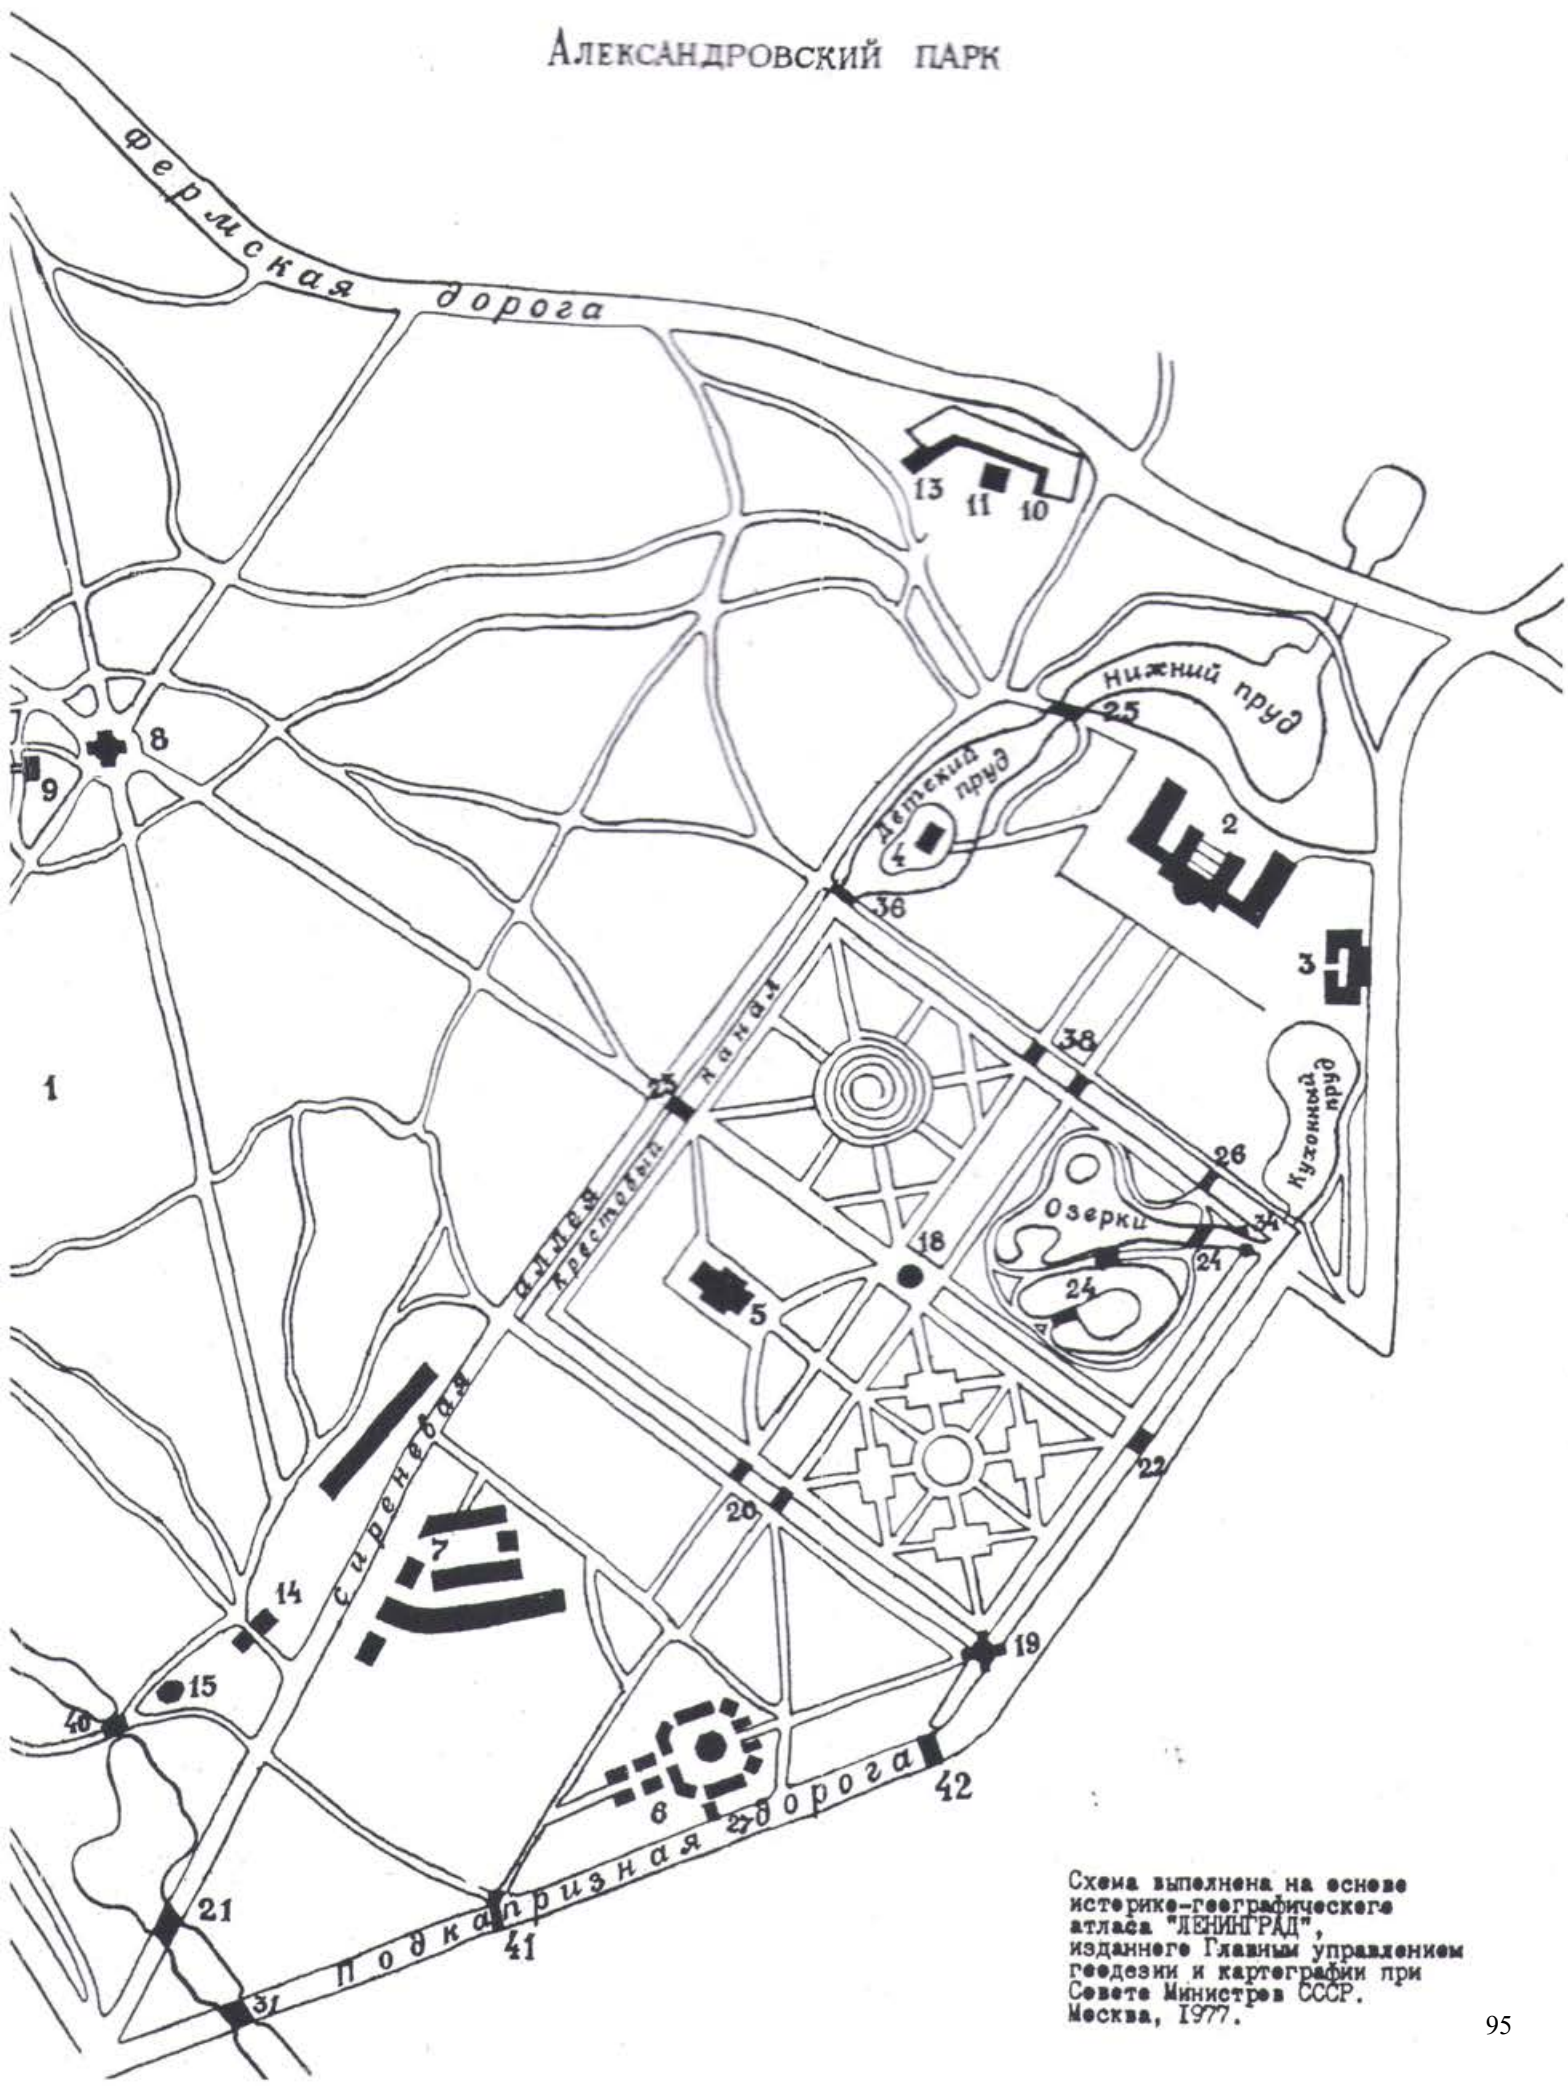 Александровский парк
Фермская дорога
13
11
10
Нижний пруд
25
Детский
пруд
4
2
8
9
36
3
38
1
23
канал
Крестовый
аллея
Сиреневая
Кухонный
пруд
26
Озерки
34
24
24
18
5
22
20
7
14
19
15
40
6
27
42
Подкапризная дорога
21
41
31
Схема выполнена на основе
историко-географического
атласа "ЛЕНИНГРАД",
изданного Главным управлением
геодезии и картографии при
Совете Министров СССР.
Москва, 1977.
95